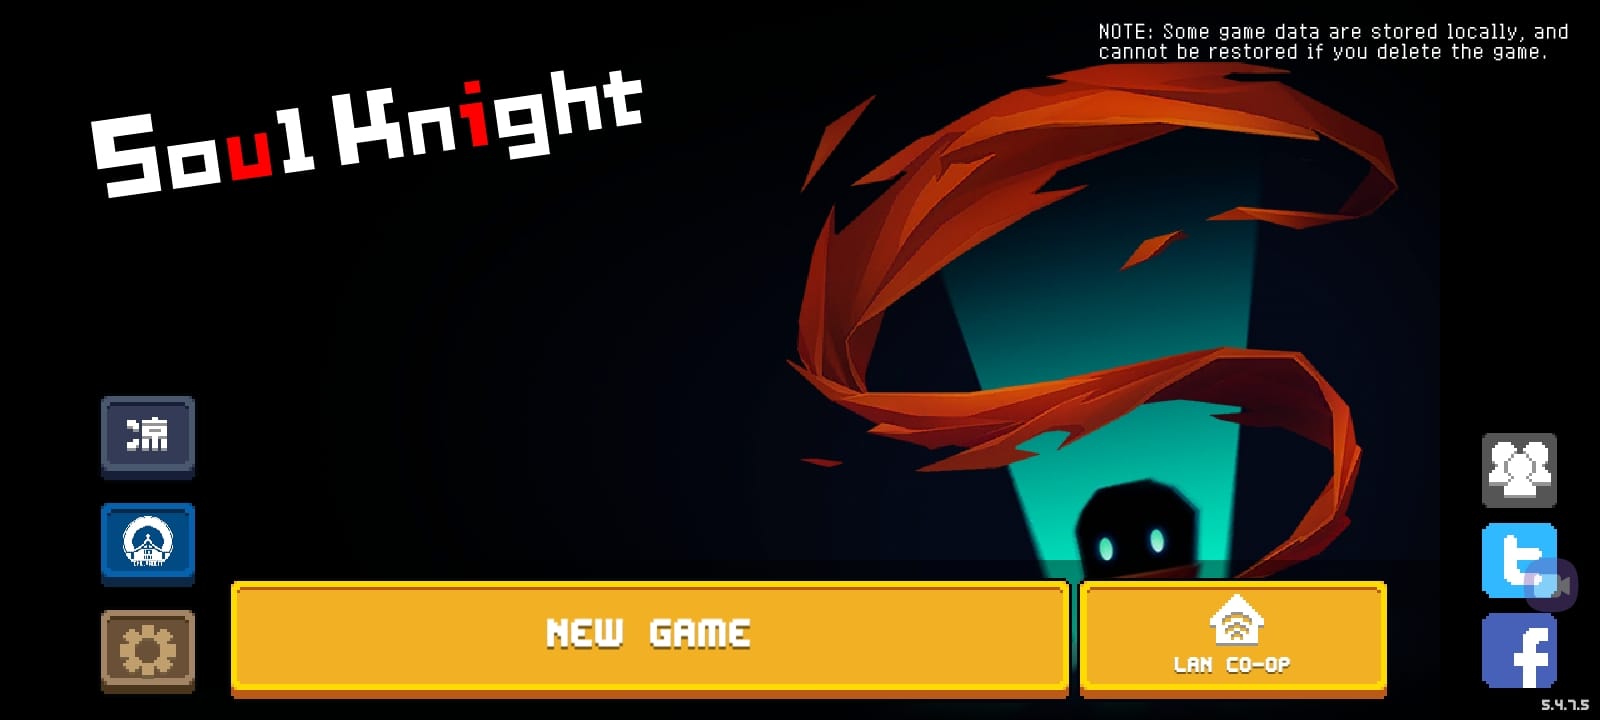 NOTE: Some game data are stored locally, and
cannot be restored if you delete the game.
Soul Knight
凉
NEW GAME
LAN CO-OP
5.4.7.5